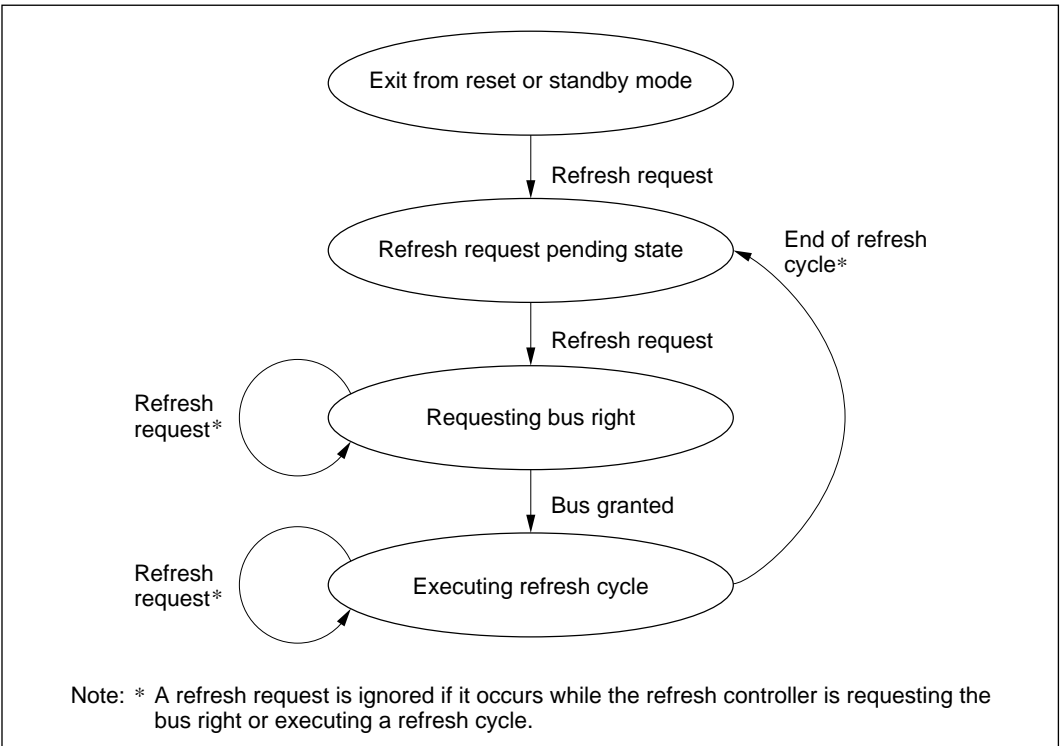 Exit from reset or standby mode
Refresh request
Refresh request pending state
End of refresh
cycle*
Refresh request
Refresh
request*
Requesting bus right
Bus granted
Refresh
request*
Executing refresh cycle
Note: * A refresh request is ignored if it occurs while the refresh controller is requesting the
bus right or executing a refresh cycle.